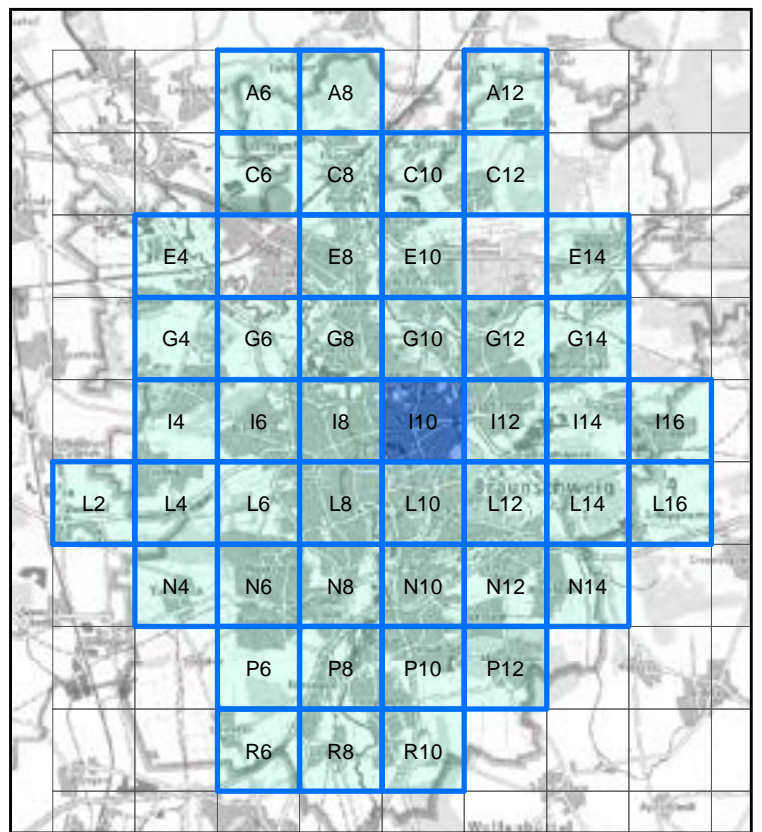 A6 A8 A12
C6 C8 C10 C12
E4 E8 E10 E14
G4 G6 G8 G10 G12 G14
I4 I6 I8 I10 I12 I14 I16
Braunschweig
L2 L4 L6 L8 L10 L12 L14 L16
N4 N6 N8 N10 N12 N14
P6 P8 P10 P12
R6 R8 R10
Wolfenbüttel